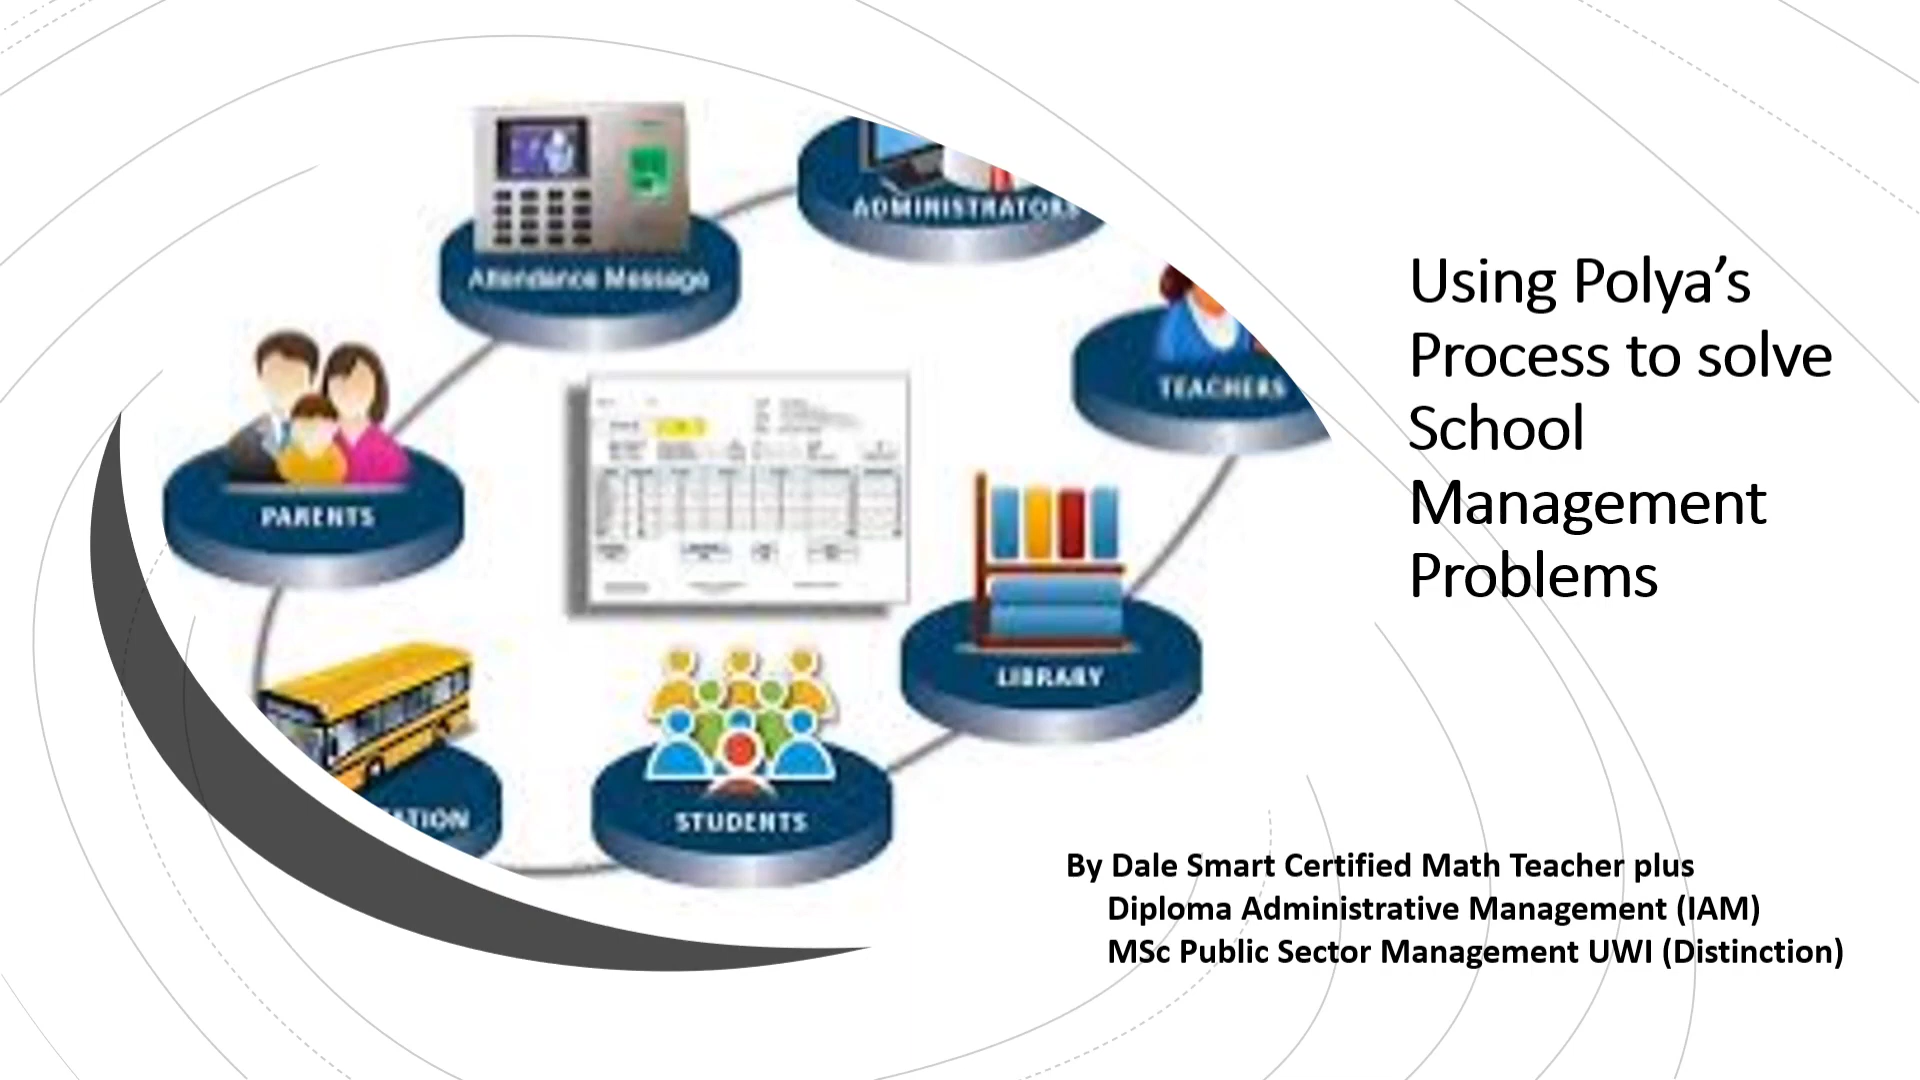 Attendance Message
ADMINISTRATORS
TEACHERS
PARENTS
LIBRARY
ATION
STUDENTS
Using Polya’s
Process to solve
School
Management
Problems
By Dale Smart Certified Math Teacher plus
Diploma Administrative Management (IAM)
MSc Public Sector Management UWI (Distinction)